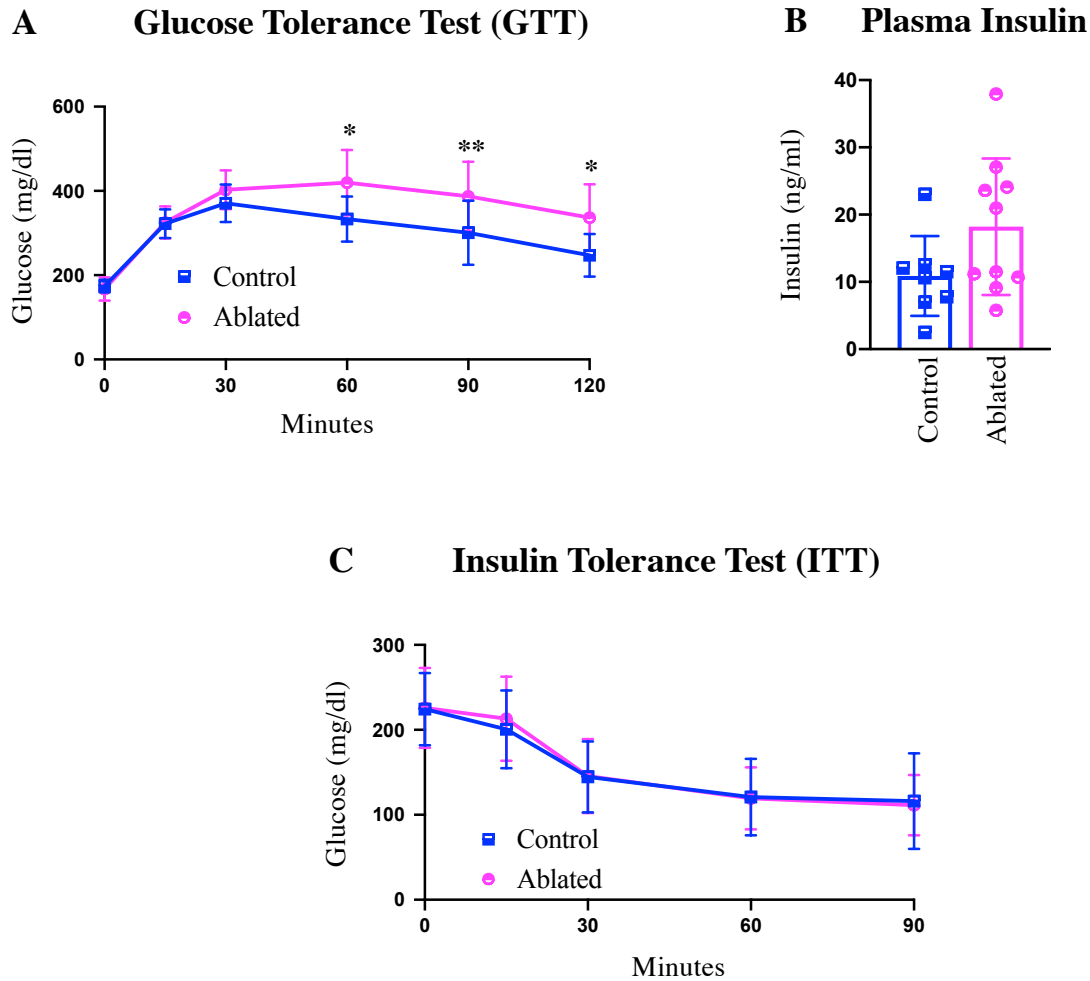 A Glucose Tolerance Test (GTT)
Glucose (mg/dl)
600
400
200
0
* ** *
Control
Ablated
0 30 60 90 120
Minutes
B Plasma Insulin
Insulin (ng/ml)
40
30
20
10
0
Control
Ablated
C Insulin Tolerance Test (ITT)
Glucose (mg/dl)
300
200
100
0
Control
Ablated
0 30 60 90
Minutes